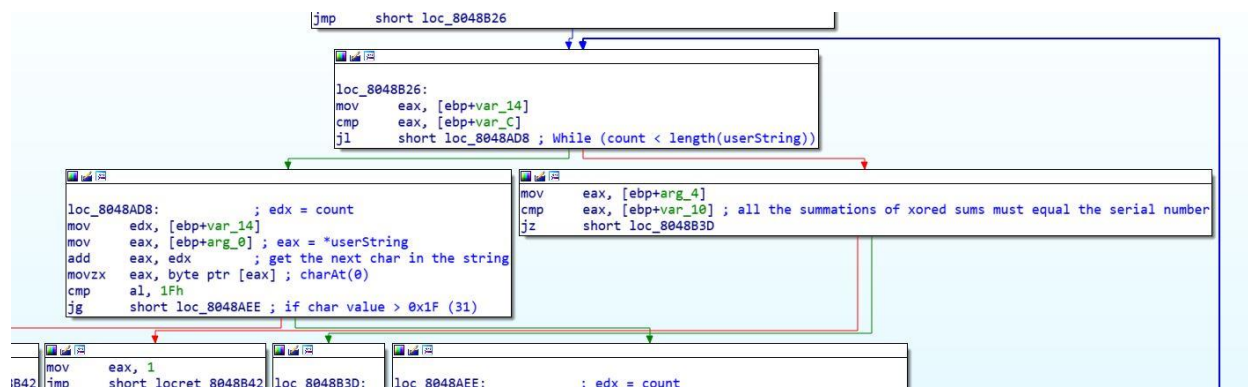 jmp     short loc_8048B26
loc_8048B26:
mov     eax, [ebp+var_14]
cmp     eax, [ebp+var_C]
jl      short loc_8048AD8 ; While (count < length(userString))
loc_8048AD8:             ; edx = count
mov     edx, [ebp+var_14]
mov     eax, [ebp+arg_0] ; eax = *userString
add     eax, edx         ; get the next char in the string
movzx   eax, byte ptr [eax] ; charAt(0)
cmp     al, 1Fh
jg      short loc_8048AEE ; if char value > 0x1F (31)
mov     eax, [ebp+arg_4]
cmp     eax, [ebp+var_10] ; all the summations of xored sums must equal the serial number
jz      short loc_8048B3D
8B42
mov     eax, 1
jmp     short locret_8048B42
loc_8048B3D:
loc_8048AEE:             ; edx = count